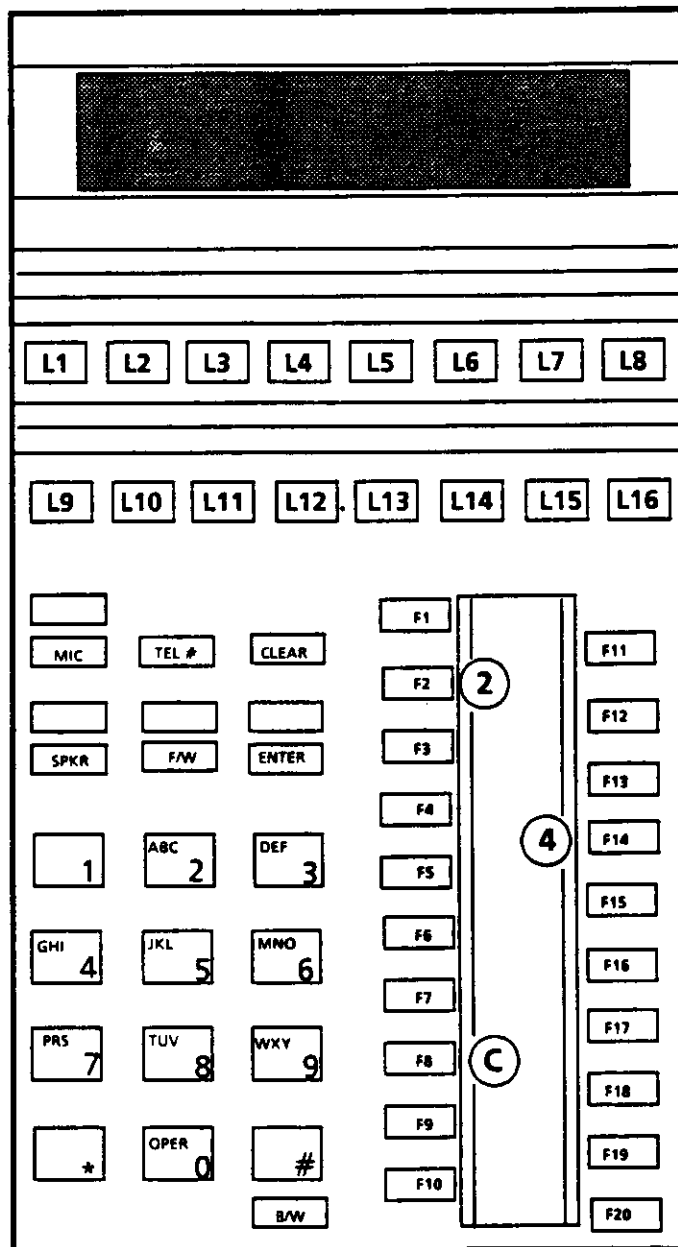 L1 L2 L3 L4 L5 L6 L7 L8
L9 L10 L11 L12. L13 L14 L15 L16
MIC TEL # CLEAR
SPKR F/W ENTER
1 ABC 2 DEF 3
GHI 4 JKL 5 MNO 6
PRS 7 TUV 8 WXY 9
* OPER 0 #
B/W
F1
F2 2
F3
F4
F5
F6
F7
F8 C
F9
F10
F11
F12
F13
4 F14
F15
F16
F17
F18
F19
F20